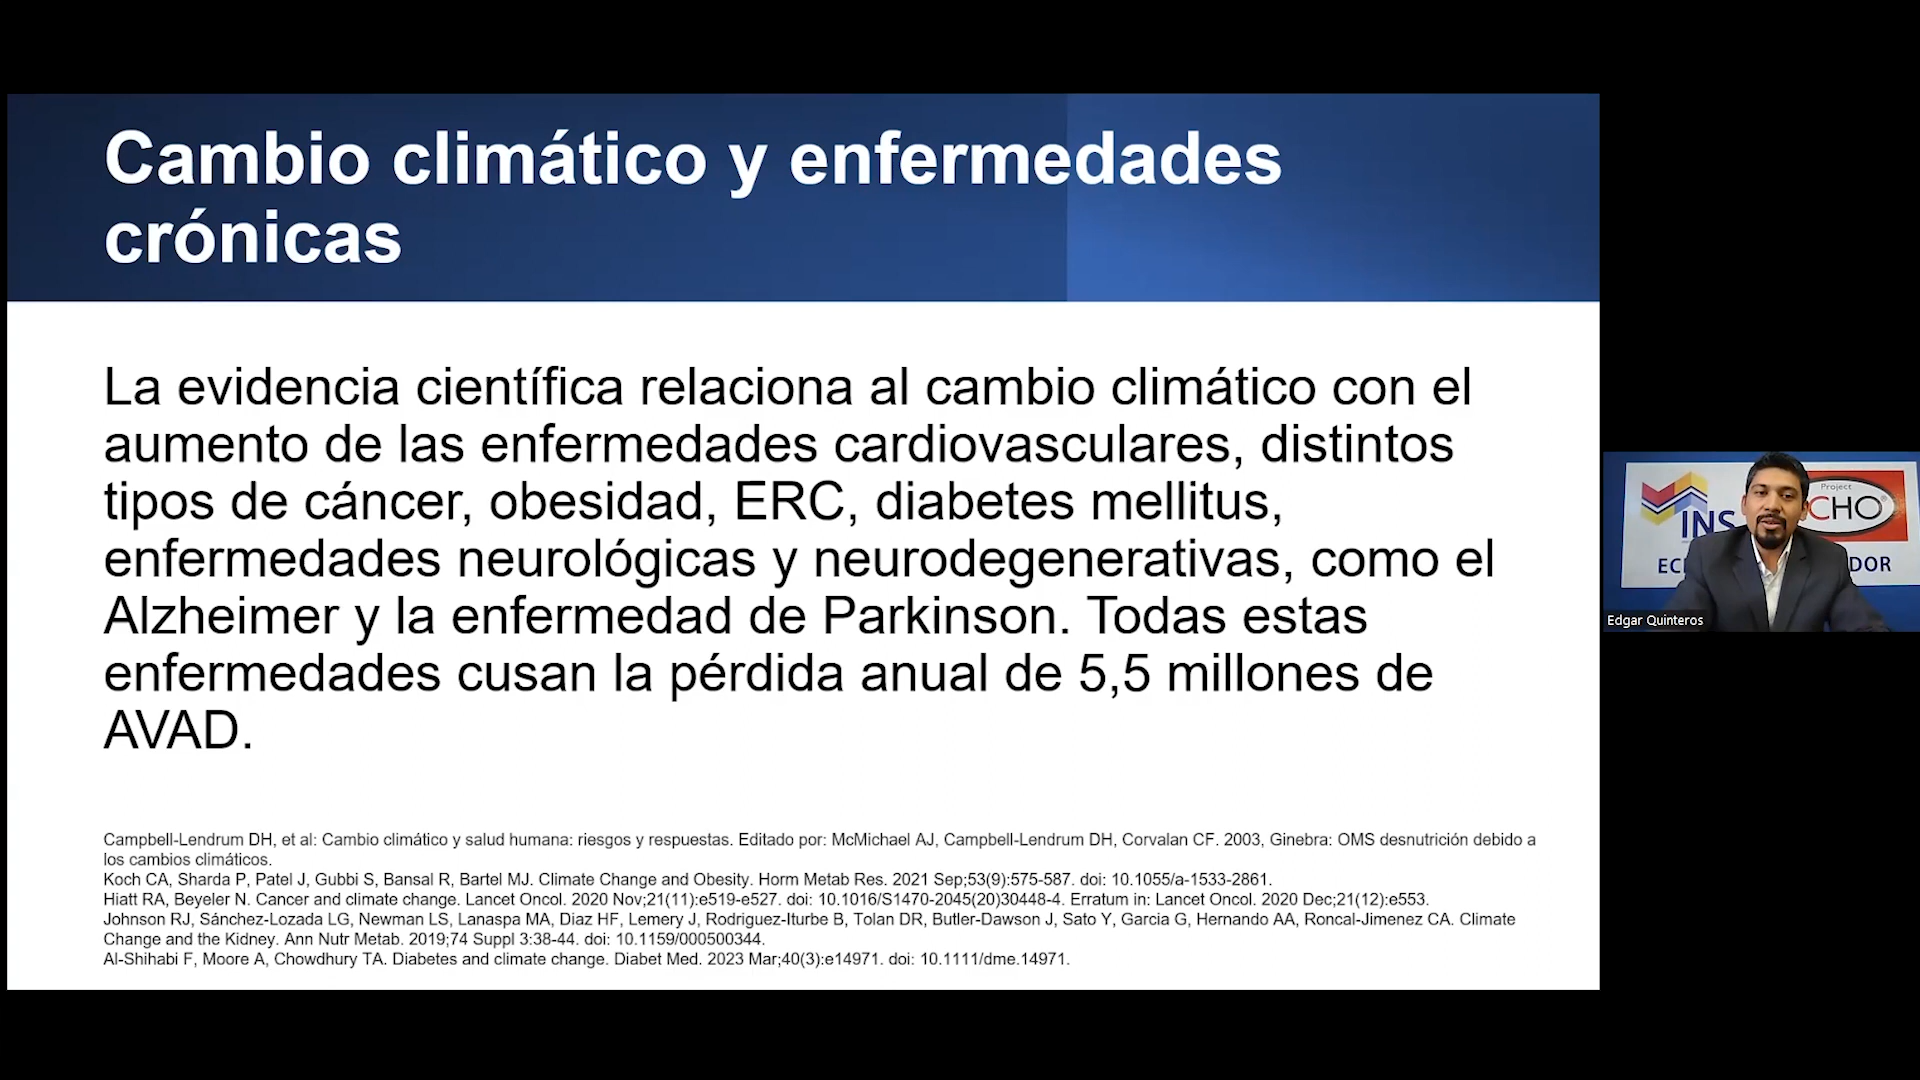 Cambio climático y enfermedades
crónicas
La evidencia científica relaciona al cambio climático con el
aumento de las enfermedades cardiovasculares, distintos
tipos de cáncer, obesidad, ERC, diabetes mellitus,
enfermedades neurológicas y neurodegenerativas, como el
Alzheimer y la enfermedad de Parkinson. Todas estas
enfermedades cusan la pérdida anual de 5,5 millones de
AVAD.
Campbell-Lendrum DH, et al: Cambio climático y salud humana: riesgos y respuestas. Editado por: McMichael AJ, Campbell-Lendrum DH, Corvalan CF. 2003, Ginebra: OMS desnutrición debido a
los cambios climáticos.
Koch CA, Sharda P, Patel J, Gubbi S, Bansal R, Bartel MJ. Climate Change and Obesity. Horm Metab Res. 2021 Sep;53(9):575-587. doi: 10.1055/a-1533-2861.
Hiatt RA, Beyeler N. Cancer and climate change. Lancet Oncol. 2020 Nov;21(11):e519-e527. doi: 10.1016/S1470-2045(20)30448-4. Erratum in: Lancet Oncol. 2020 Dec;21(12):e553.
Johnson RJ, Sánchez-Lozada LG, Newman LS, Lanaspa MA, Diaz HF, Lemery J, Rodriguez-Iturbe B, Tolan DR, Butler-Dawson J, Sato Y, Garcia G, Hernando AA, Roncal-Jimenez CA. Climate
Change and the Kidney. Ann Nutr Metab. 2019;74 Suppl 3:38-44. doi: 10.1159/000500344.
Al-Shihabi F, Moore A, Chowdhury TA. Diabetes and climate change. Diabet Med. 2023 Mar;40(3):e14971. doi: 10.1111/dme.14971.
Project
INS CHO
DOR
Edgar Quinteros